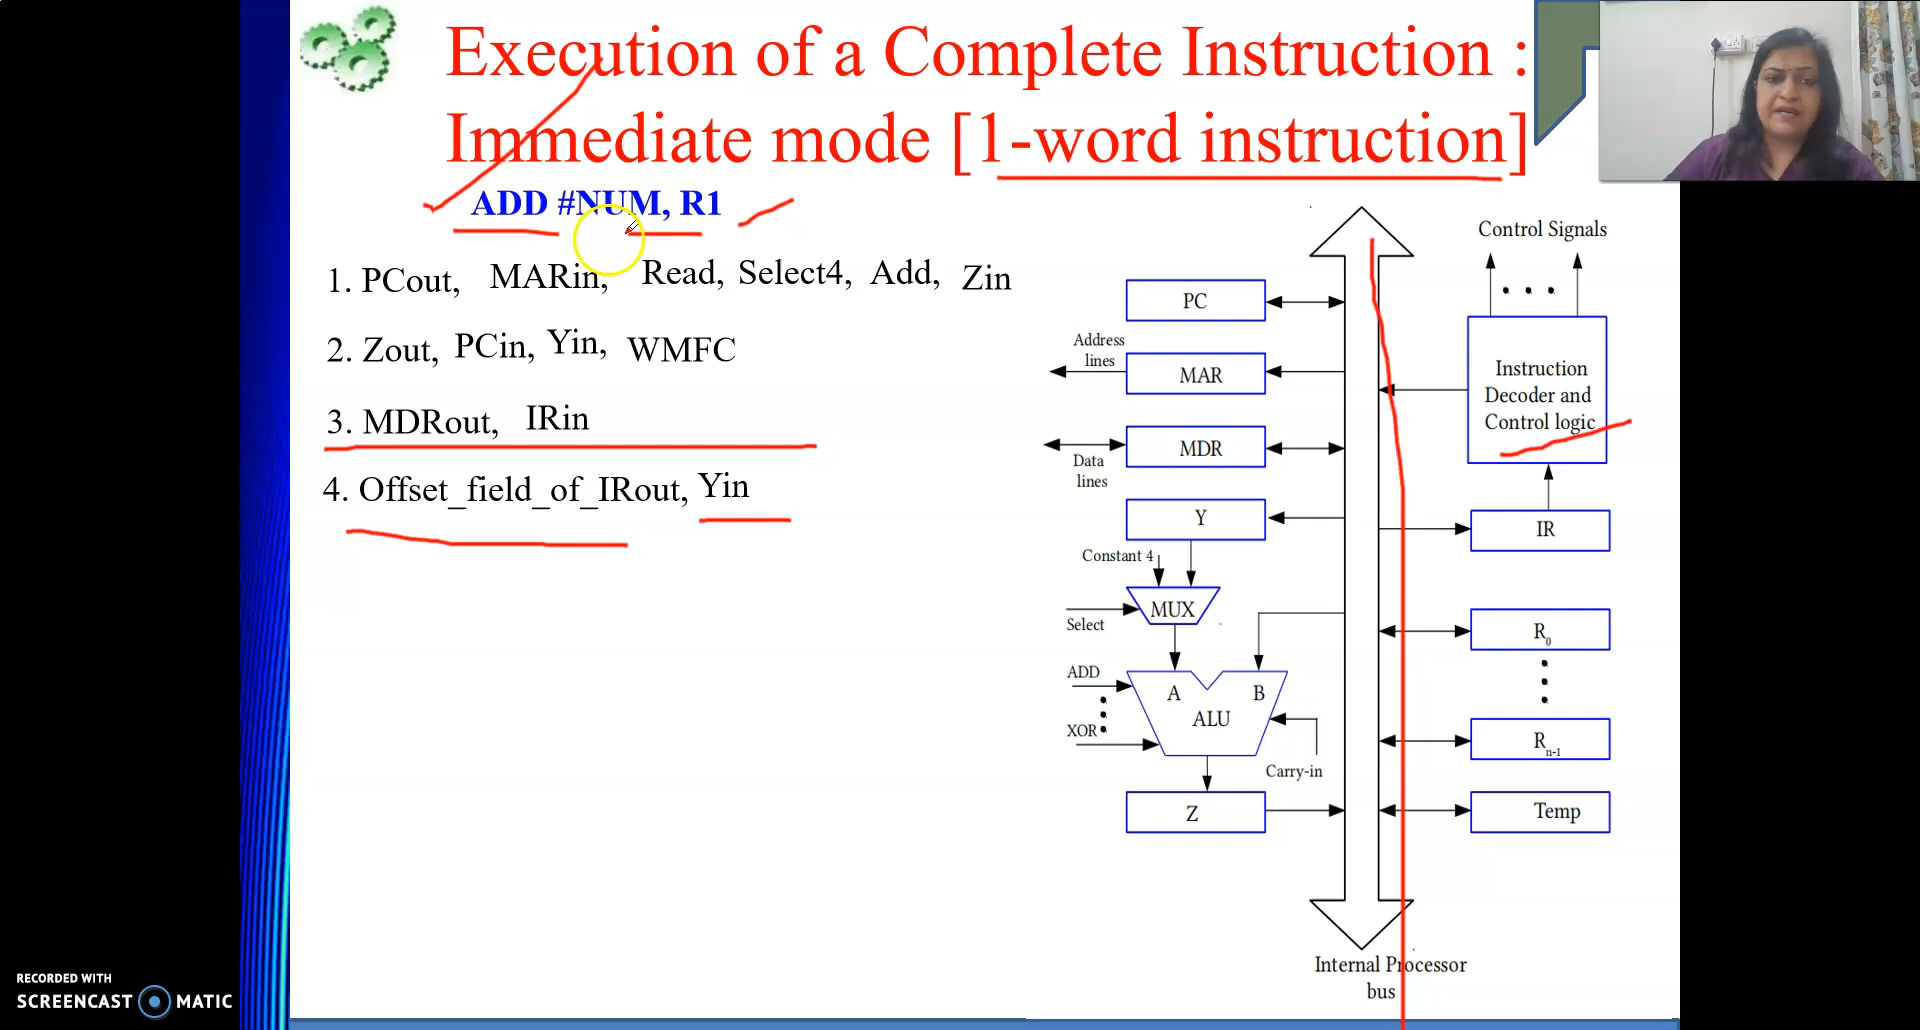 Execution of a Complete Instruction :
Immediate mode [1-word instruction]
ADD #NUM, R1
1. PCout, MARin, Read, Select4, Add, Zin
2. Zout, PCin, Yin, WMFC
3. MDRout, IRin
4. Offset_field_of_IRout, Yin
Control Signals
PC
Address
lines
MAR
Instruction
Decoder and
Control logic
MDR
Data
lines
Y
IR
Constant 4
MUX
Select
R0
ADD
A
B
ALU
XOR
Rn-1
Carry-in
Z
Temp
Internal Processor
bus
RECORDED WITH
SCREENCAST MATIC